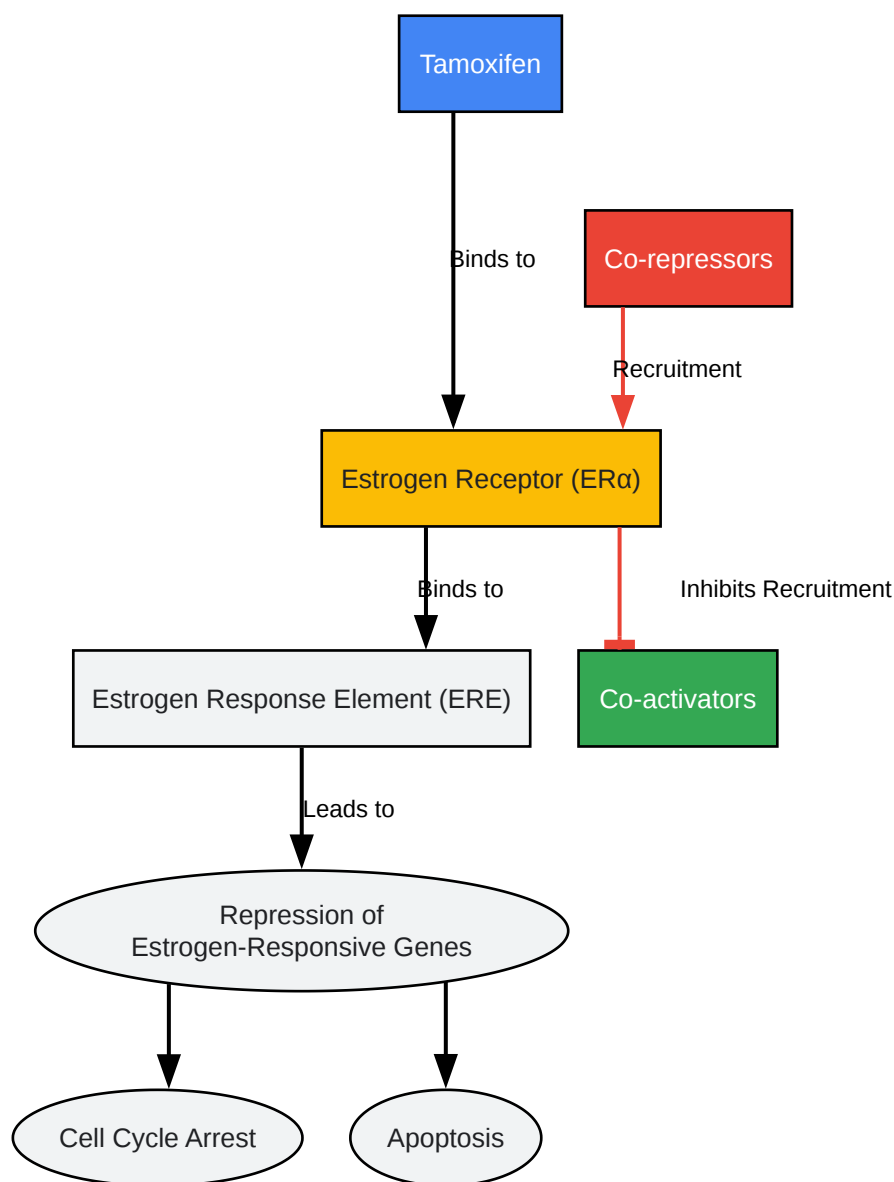 Tamoxifen
Binds to
Co-repressors
Recruitment
Estrogen Receptor (ERα)
Binds to
Inhibits Recruitment
Estrogen Response Element (ERE)
Co-activators
Leads to
Repression of
Estrogen-Responsive Genes
Cell Cycle Arrest
Apoptosis